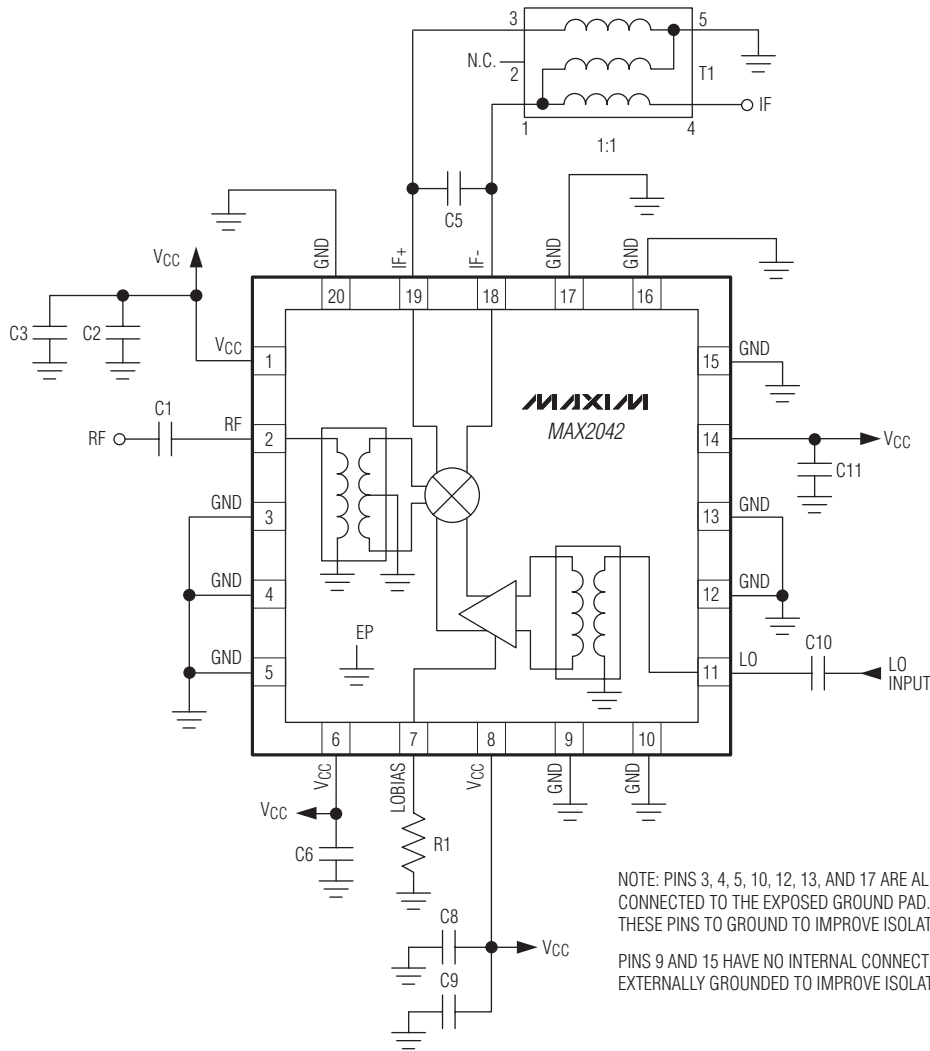 3
5
N.C.
2
T1
IF
1
4
1:1
C5
GND
IF+
IF-
GND
GND
VCC
20
19
18
17
16
C3
C2
VCC
1
15
GND
MAXIM
MAX2042
C1
RF
RF
2
14
VCC
C11
GND
3
13
GND
GND
4
12
GND
EP
C10
GND
5
11
LO
LO
INPUT
6
7
8
9
10
VCC
LOBIAS
VCC
GND
GND
VCC
C6
R1
C8
VCC
C9
NOTE: PINS 3, 4, 5, 10, 12, 13, AND 17 ARE AL
CONNECTED TO THE EXPOSED GROUND PAD.
THESE PINS TO GROUND TO IMPROVE ISOLAT
PINS 9 AND 15 HAVE NO INTERNAL CONNECT
EXTERNALLY GROUNDED TO IMPROVE ISOLAT